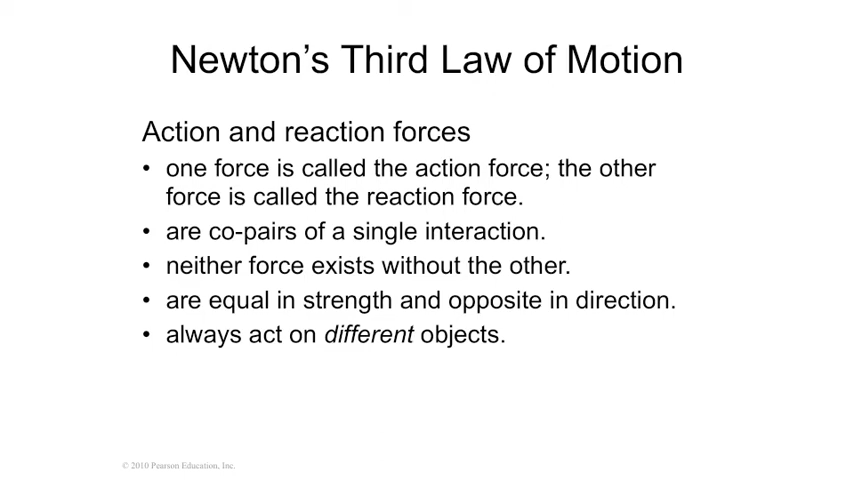 Newton’s Third Law of Motion
Action and reaction forces
• one force is called the action force; the other
force is called the reaction force.
• are co-pairs of a single interaction.
• neither force exists without the other.
• are equal in strength and opposite in direction.
• always act on different objects.
© 2010 Pearson Education, Inc.